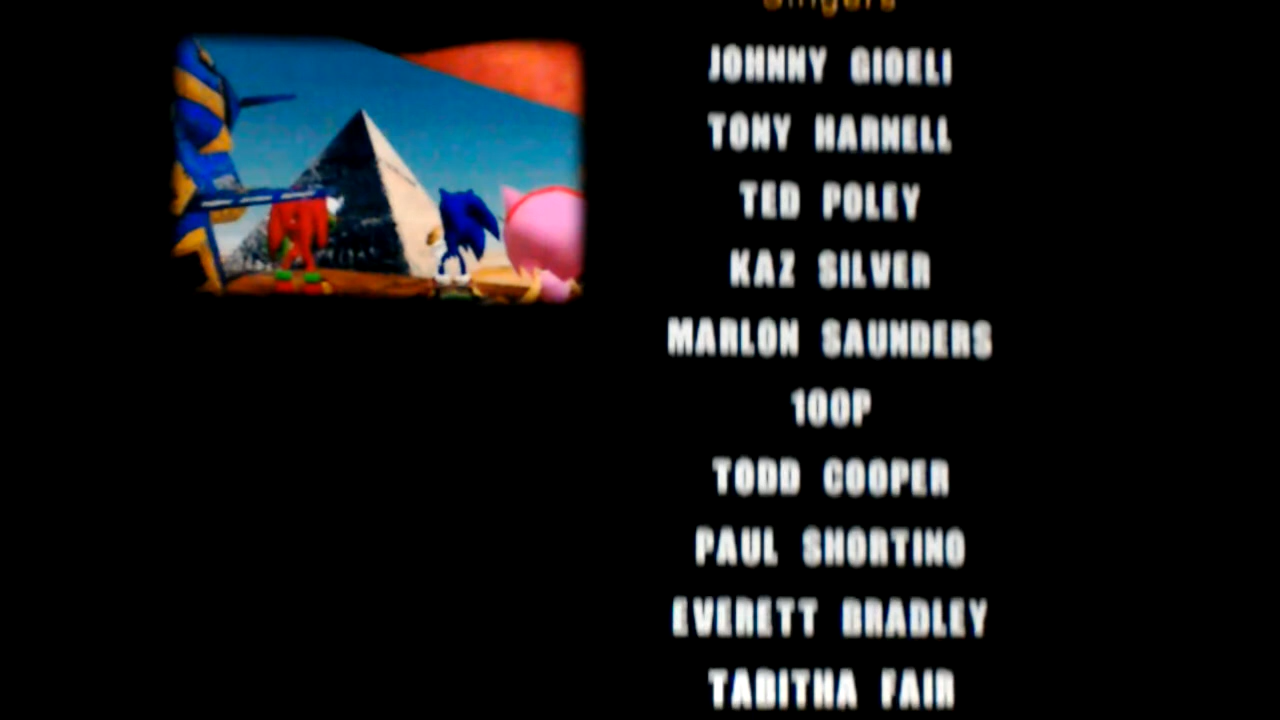 Singers
JOHNNY GIOELI
TONY HARNELL
TED POLEY
KAZ SILVER
MARLON SAUNDERS
100P
TODD COOPER
PAUL SHORTINO
EVERETT BRADLEY
TABITHA FAIR